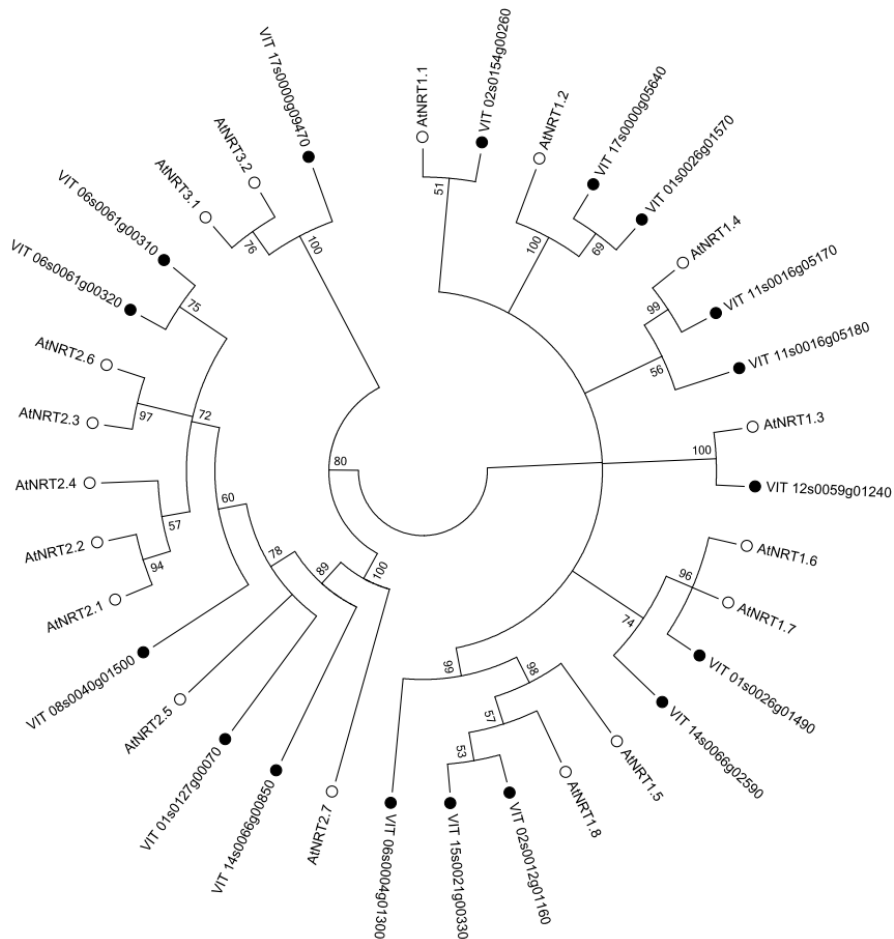 AtNRT1.1
VIT 02s0154g00260
51
AtNRT1.2
VIT 17s0000g05640
VIT 01s0026g01570
69
100
AtNRT1.4
VIT 11s0016g05170
99
VIT 11s0016g05180
56
AtNRT1.3
VIT 12s0059g01240
100
AtNRT1.6
AtNRT1.7
VIT 01s0026g01490
96
VIT 14s0066g02590
74
AtNRT1.5
98
AtNRT1.8
57
VIT 02s0012g01160
VIT 15s0021g00330
53
VIT 06s0004g01300
99
AtNRT2.7
100
VIT 14s0066g00850
89
VIT 01s0127g00070
78
AtNRT2.5
60
VIT 08s0040g01500
72
AtNRT2.1
AtNRT2.2
94
AtNRT2.4
57
AtNRT2.3
AtNRT2.6
97
VIT 06s0061g00320
VIT 06s0061g00310
75
AtNRT3.1
AtNRT3.2
76
VIT 17s0000g09470
100
80